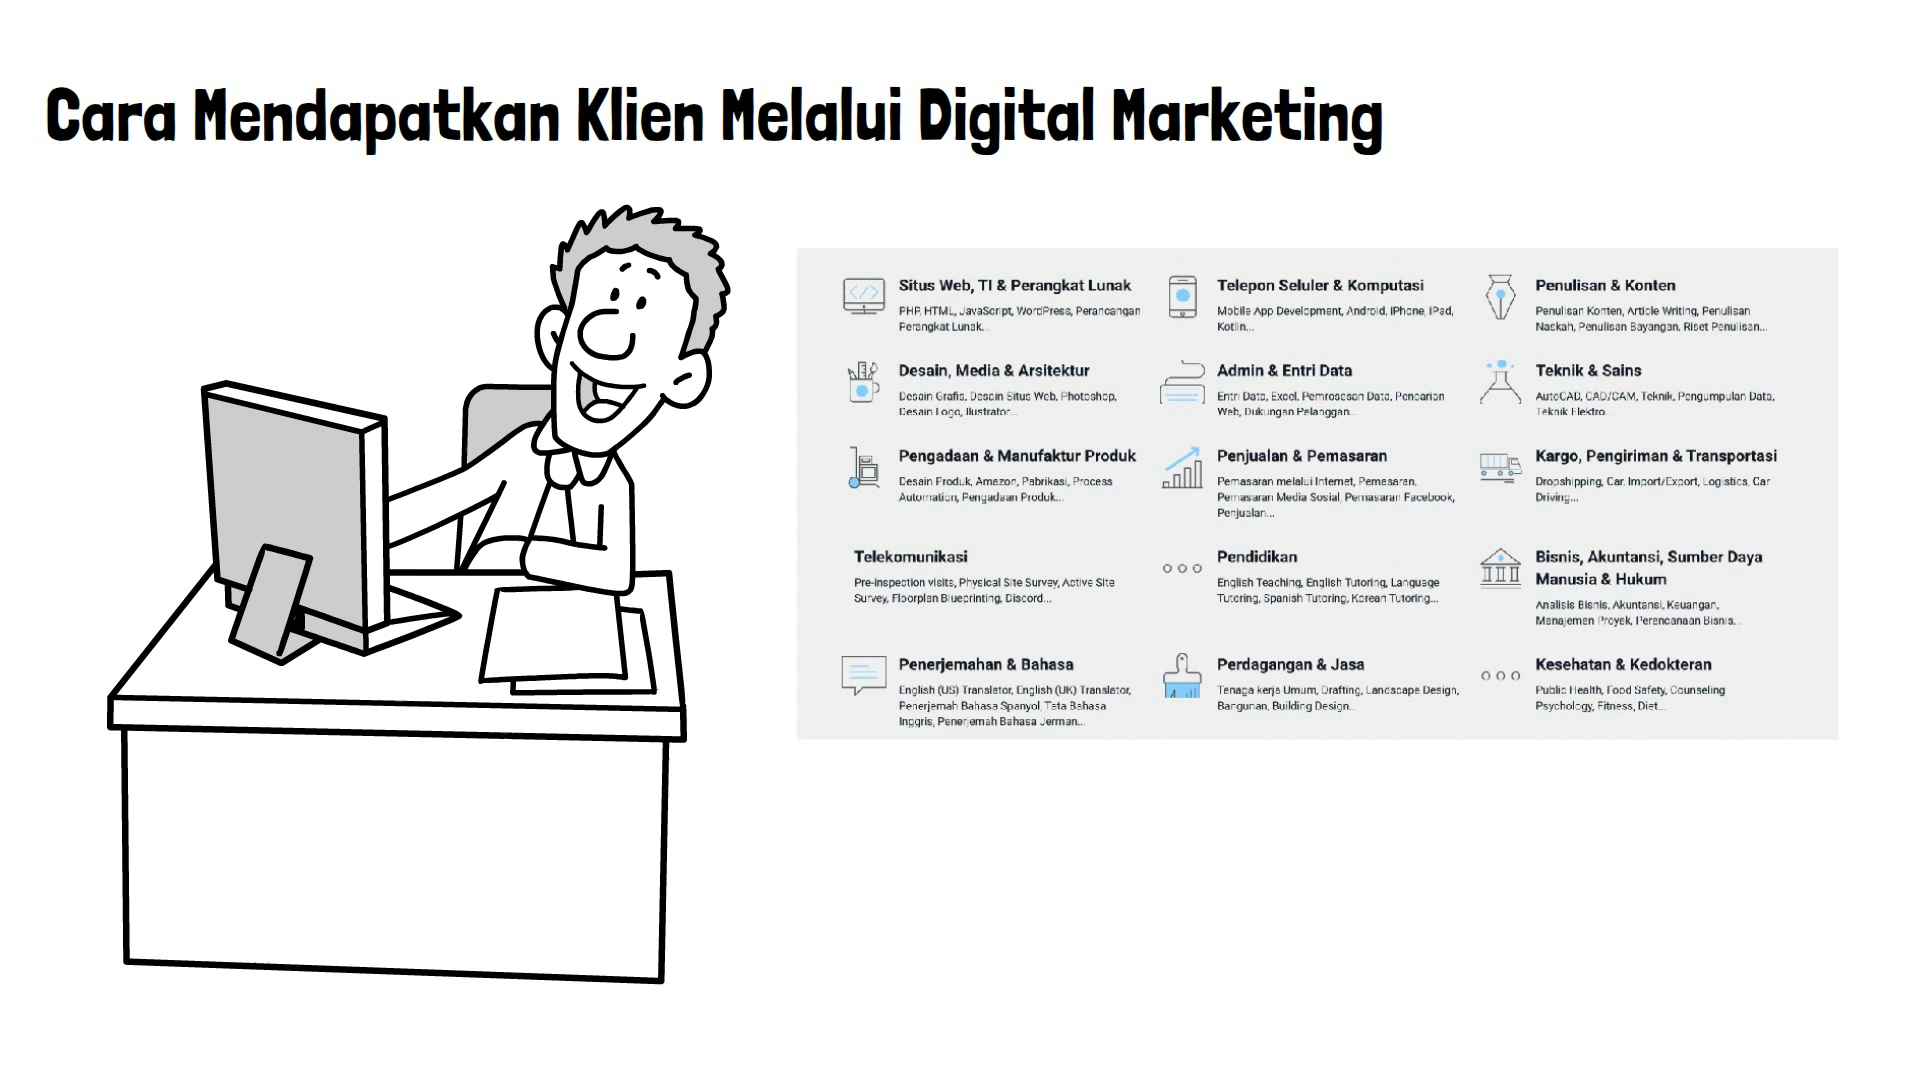 Cara Mendapatkan Klien Melalui Digital Marketing
Situs Web, TI & Perangkat Lunak
PHP, HTML, JavaScript, WordPress, Perancangan
Perangkat Lunak...
Telepon Seluler & Komputasi
Mobile App Development, Android, iPhone, iPad,
Kotlin...
Penulisan & Konten
Penulisan Konten, Article Writing, Penulisan
Naskah, Penulisan Bayangan, Riset Penulisan...
Desain, Media & Arsitektur
Desain Grafis, Desain Situs Web, Photoshop,
Desain Logo, Ilustrator...
Admin & Entri Data
Entri Data, Excel, Pemrosesan Data, Pencarian
Web, Dukungan Pelanggan...
Teknik & Sains
AutoCAD, CAD/CAM, Teknik, Pengumpulan Data,
Teknik Elektro...
Pengadaan & Manufaktur Produk
Desain Produk, Amazon, Pabrikasi, Process
Automation, Pengadaan Produk...
Penjualan & Pemasaran
Pemasaran melalui Internet, Pemasaran,
Pemasaran Media Sosial, Pemasaran Facebook,
Penjualan...
Kargo, Pengiriman & Transportasi
Dropshipping, Car, Import/Export, Logistics, Car
Driving...
Telekomunikasi
Pre-inspection visits, Physical Site Survey, Active Site
Survey, Floorplan Blueprinting, Discord...
Pendidikan
English Teaching, English Tutoring, Language
Tutoring, Spanish Tutoring, Korean Tutoring...
Bisnis, Akuntansi, Sumber Daya
Manusia & Hukum
Analisis Bisnis, Akuntansi, Keuangan,
Manajemen Proyek, Perencanaan Bisnis...
Penerjemahan & Bahasa
English (US) Translator, English (UK) Translator,
Penerjemah Bahasa Spanyol, Tata Bahasa
Inggris, Penerjemah Bahasa Jerman...
Perdagangan & Jasa
Tenaga kerja Umum, Drafting, Landscape Design,
Bangunan, Building Design...
Kesehatan & Kedokteran
Public Health, Food Safety, Counseling
Psychology, Fitness, Diet...